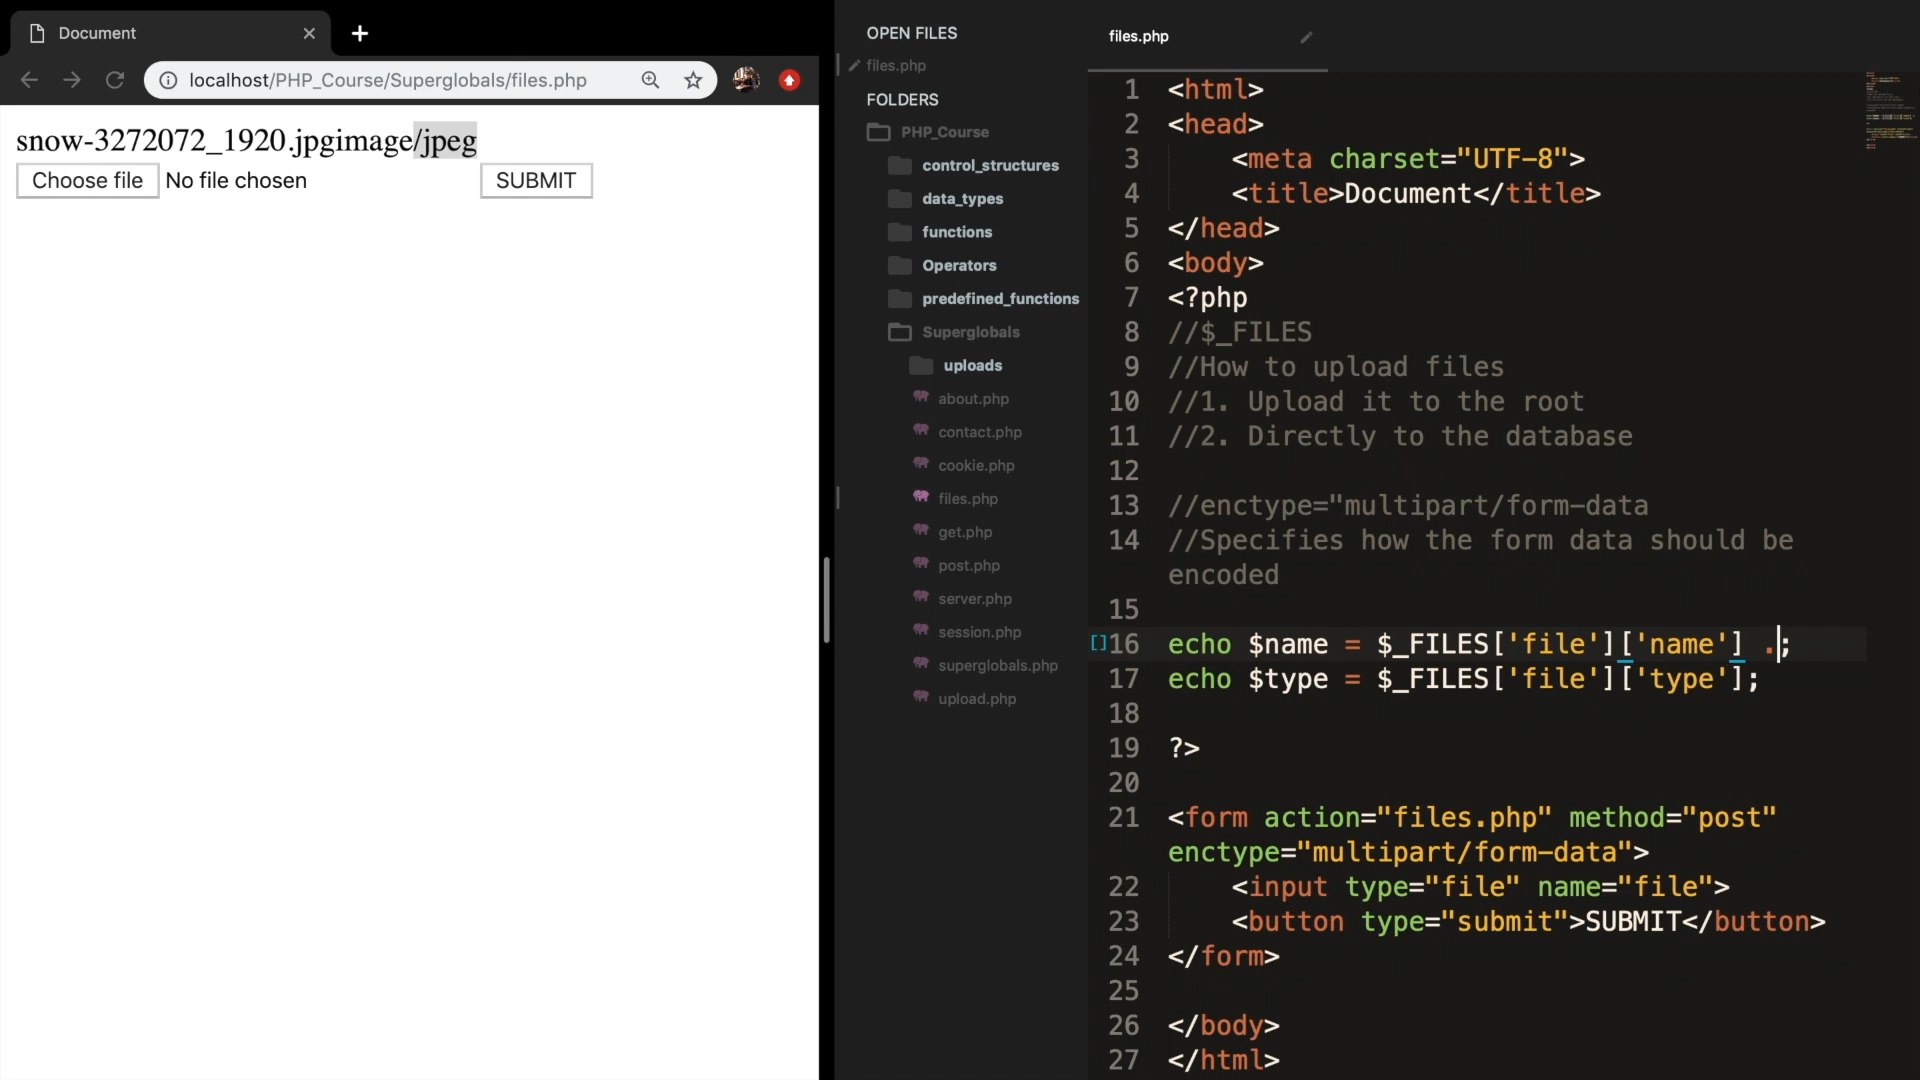 Document
localhost/PHP_Course/Superglobals/files.php
snow-3272072_1920.jpgimage/jpeg
Choose file No file chosen SUBMIT
OPEN FILES
files.php
FOLDERS
PHP_Course
control_structures
data_types
functions
Operators
predefined_functions
Superglobals
uploads
about.php
contact.php
cookie.php
files.php
get.php
post.php
server.php
session.php
superglobals.php
upload.php
files.php
1 <html>
2 <head>
3 <meta charset="UTF-8">
4 <title>Document</title>
5 </head>
6 <body>
7 <?php
8 //$_FILES
9 //How to upload files
10 //1. Upload it to the root
11 //2. Directly to the database
12
13 //enctype="multipart/form-data
14 //Specifies how the form data should be
encoded
15
16 echo $name = $_FILES['file']['name'] .;
17 echo $type = $_FILES['file']['type'];
18
19 ?>
20
21 <form action="files.php" method="post"
enctype="multipart/form-data">
22 <input type="file" name="file">
23 <button type="submit">SUBMIT</button>
24 </form>
25
26 </body>
27 </html>